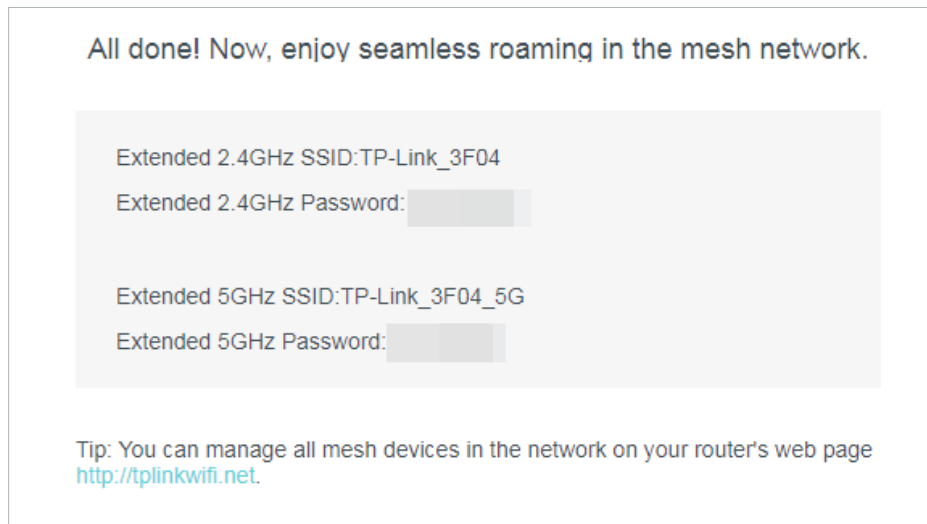 All done! Now, enjoy seamless roaming in the mesh network.
Extended 2.4GHz SSID:TP-Link_3F04
Extended 2.4GHz Password:
Extended 5GHz SSID:TP-Link_3F04_5G
Extended 5GHz Password:
Tip: You can manage all mesh devices in the network on your router's web page
http://tplinkwifi.net.